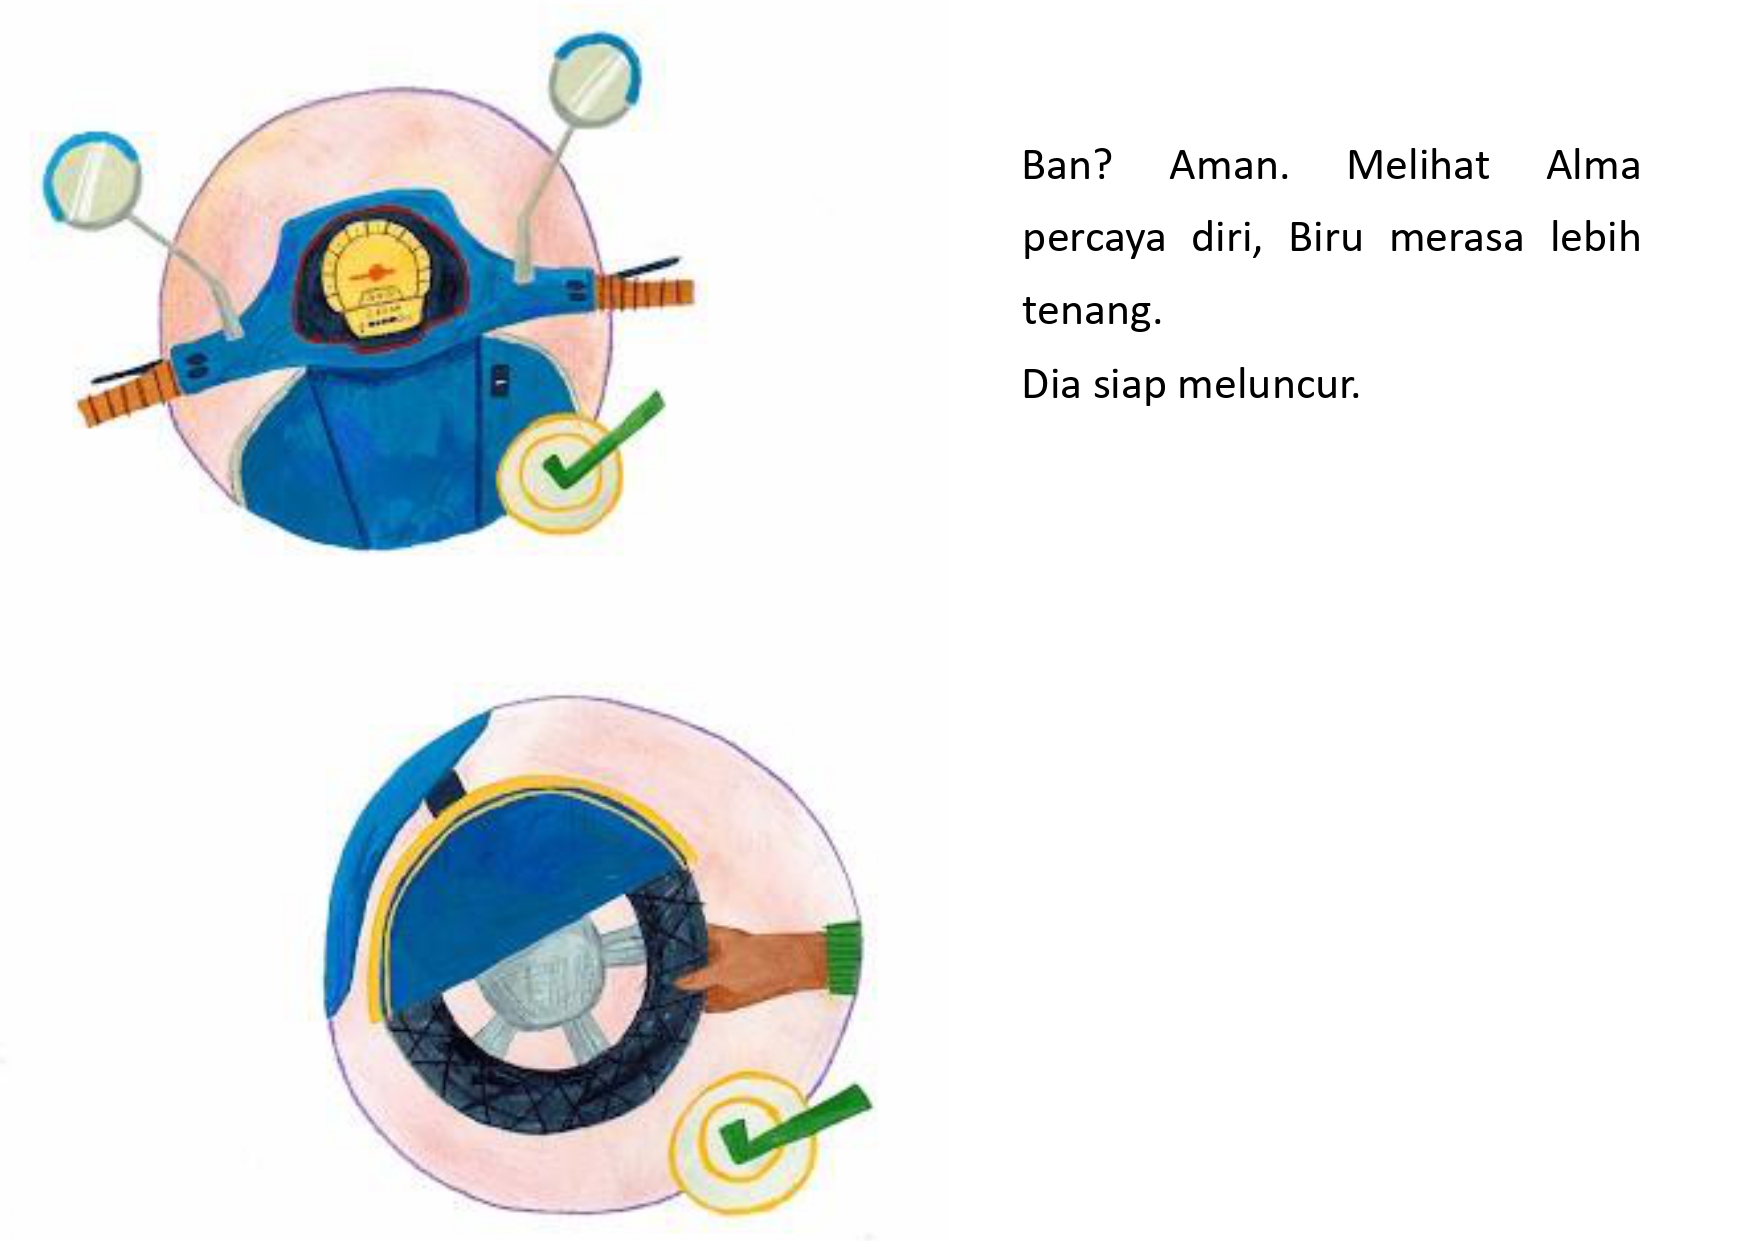 Ban? Aman. Melihat Alma
percaya diri, Biru merasa lebih
tenang.
Dia siap meluncur.